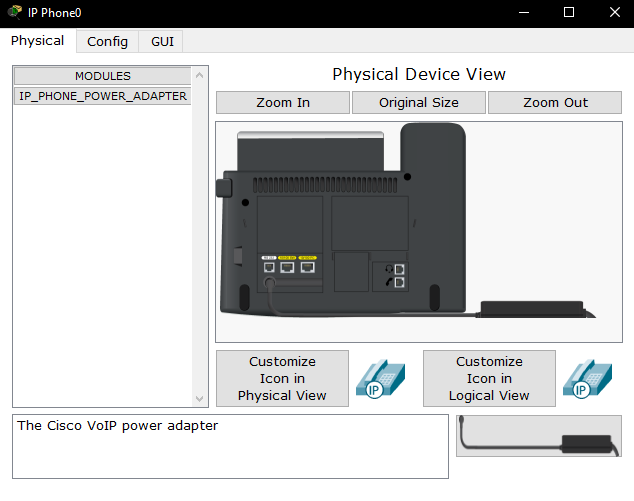 IP Phone0
Physical
Config
GUI
MODULES
IP_PHONE_POWER_ADAPTER
Physical Device View
Zoom In
Original Size
Zoom Out
Customize
Icon in
Physical View
IP
Customize
Icon in
Logical View
IP
The Cisco VoIP power adapter